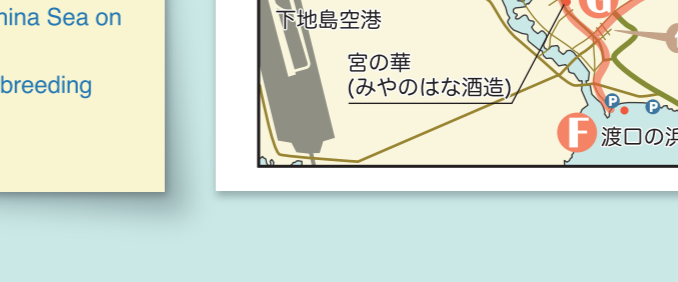 hina Sea on
breeding
下地島空港
宮の華
(みやのはな酒造)
G
P
P
F 渡口の浜